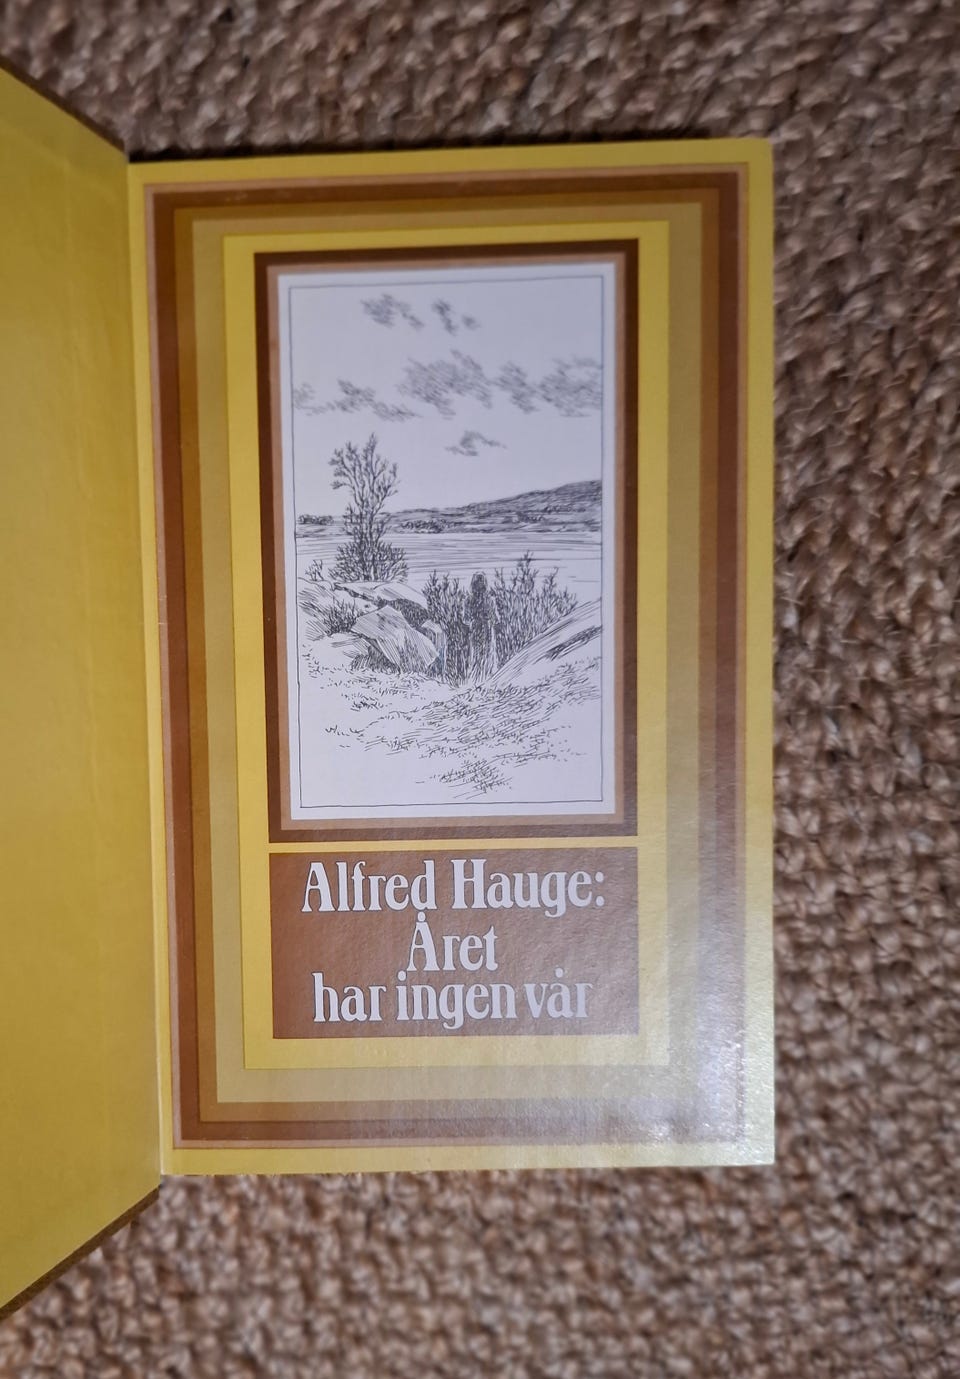 Alfred Hauge:
Året
har ingen vår